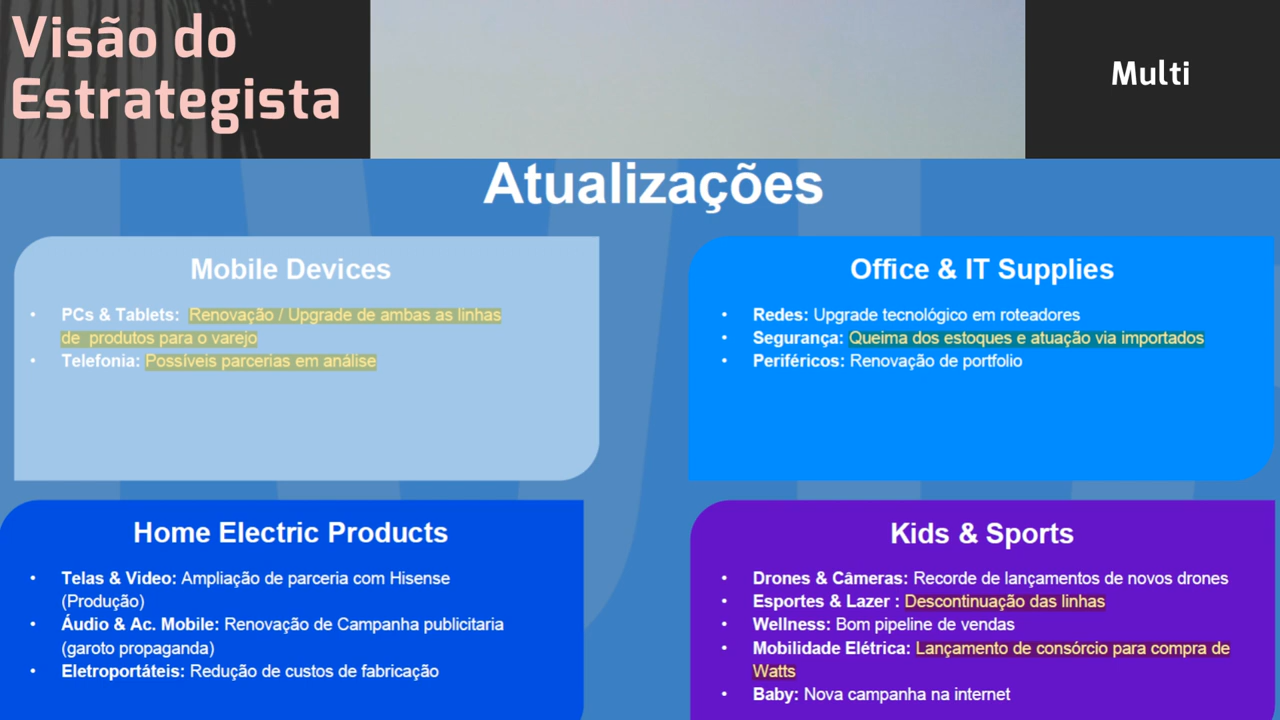 Visão do
Estrategista
Multi
Atualizações
Mobile Devices
• PCs & Tablets: Renovação / Upgrade de ambas as linhas
de produtos para o varejo
• Telefonia: Possíveis parcerias em análise
Office & IT Supplies
• Redes: Upgrade tecnológico em roteadores
• Segurança: Queima dos estoques e atuação via importados
• Periféricos: Renovação de portfolio
Home Electric Products
• Telas & Video: Ampliação de parceria com Hisense
(Produção)
• Áudio & Ac. Mobile: Renovação de Campanha publicitaria
(garoto propaganda)
• Eletroportáteis: Redução de custos de fabricação
Kids & Sports
• Drones & Câmeras: Recorde de lançamentos de novos drones
• Esportes & Lazer : Descontinuação das linhas
• Wellness: Bom pipeline de vendas
• Mobilidade Elétrica: Lançamento de consórcio para compra de
Watts
• Baby: Nova campanha na internet